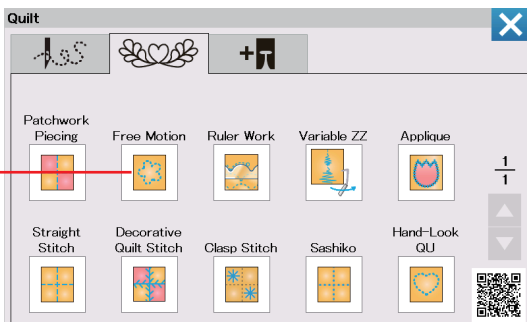 Quilt
Patchwork
Piecing
Free Motion
Ruler Work
Variable ZZ
Applique
1
1
Straight
Stitch
Decorative
Quilt Stitch
Clasp Stitch
Sashiko
Hand-Look
QU